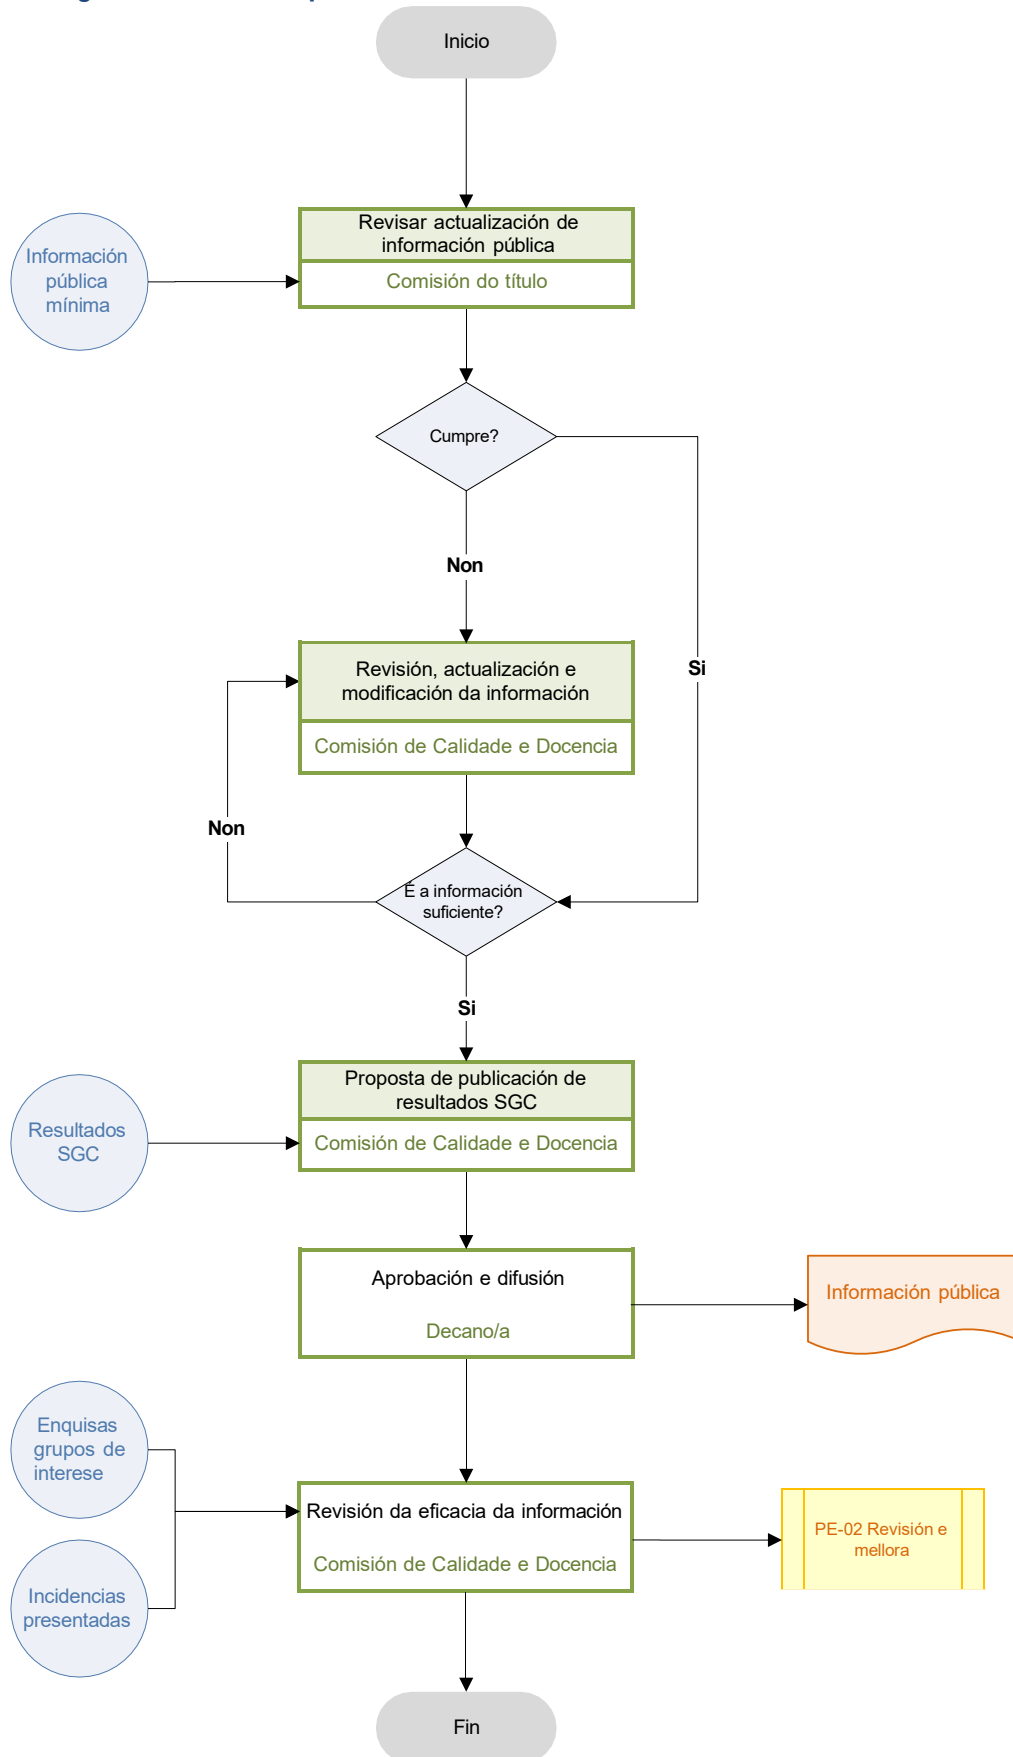 Inicio
Revisar actualización de
información pública
Comisión do título
Información
pública
mínima
Cumpre?
Non
Si
Revisión, actualización e
modificación da información
Comisión de Calidade e Docencia
Non
É a información
suficiente?
Si
Proposta de publicación de
resultados SGC
Comisión de Calidade e Docencia
Resultados
SGC
Aprobación e difusión
Decano/a
Información pública
Enquisas
grupos de
interese
Revisión da eficacia da información
Comisión de Calidade e Docencia
PE-02 Revisión e
mellora
Incidencias
presentadas
Fin